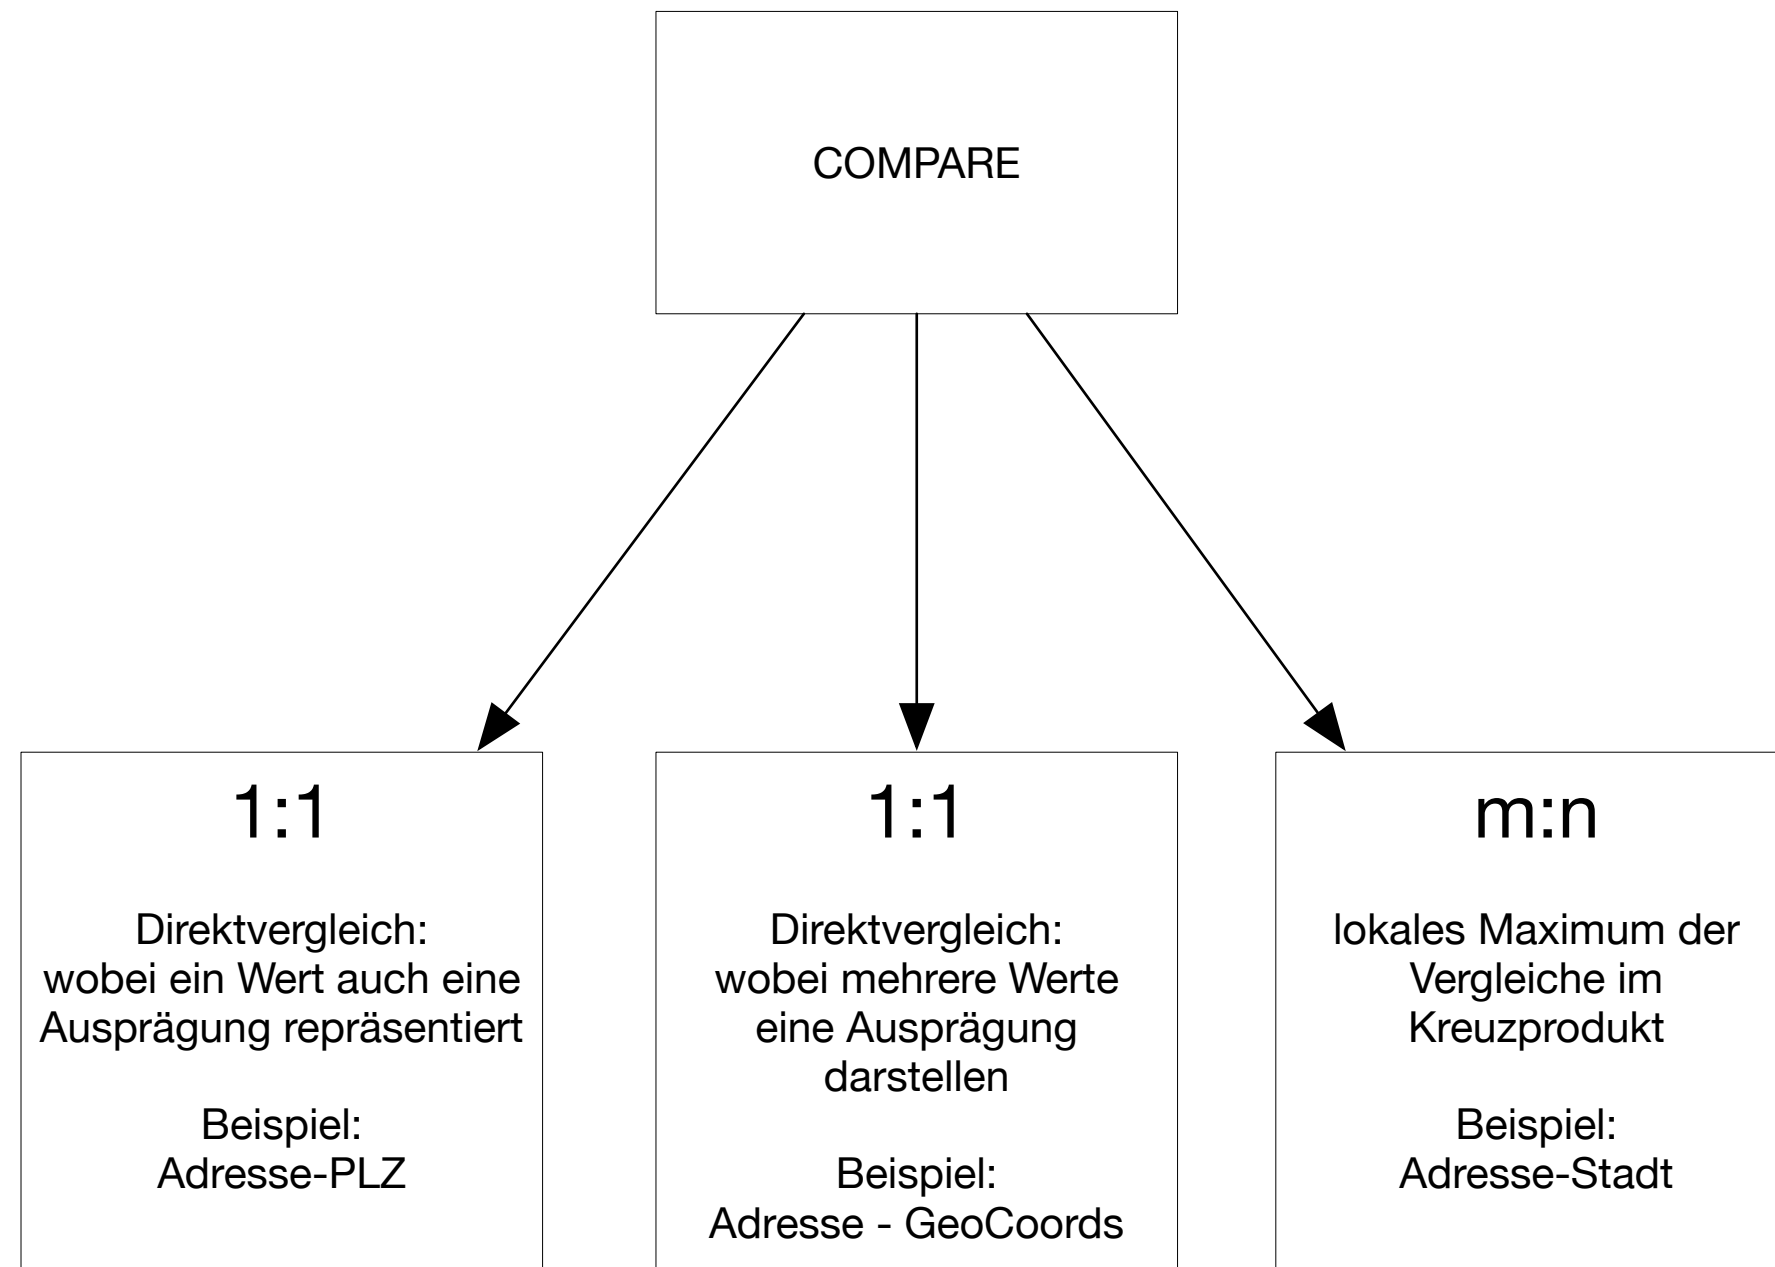 COMPARE
1:1
Direktvergleich:
wobei ein Wert auch eine
Ausprägung repräsentiert
Beispiel:
Adresse-PLZ
1:1
Direktvergleich:
wobei mehrere Werte
eine Ausprägung
darstellen
Beispiel:
Adresse - GeoCoords
m:n
lokales Maximum der
Vergleiche im
Kreuzprodukt
Beispiel:
Adresse-Stadt